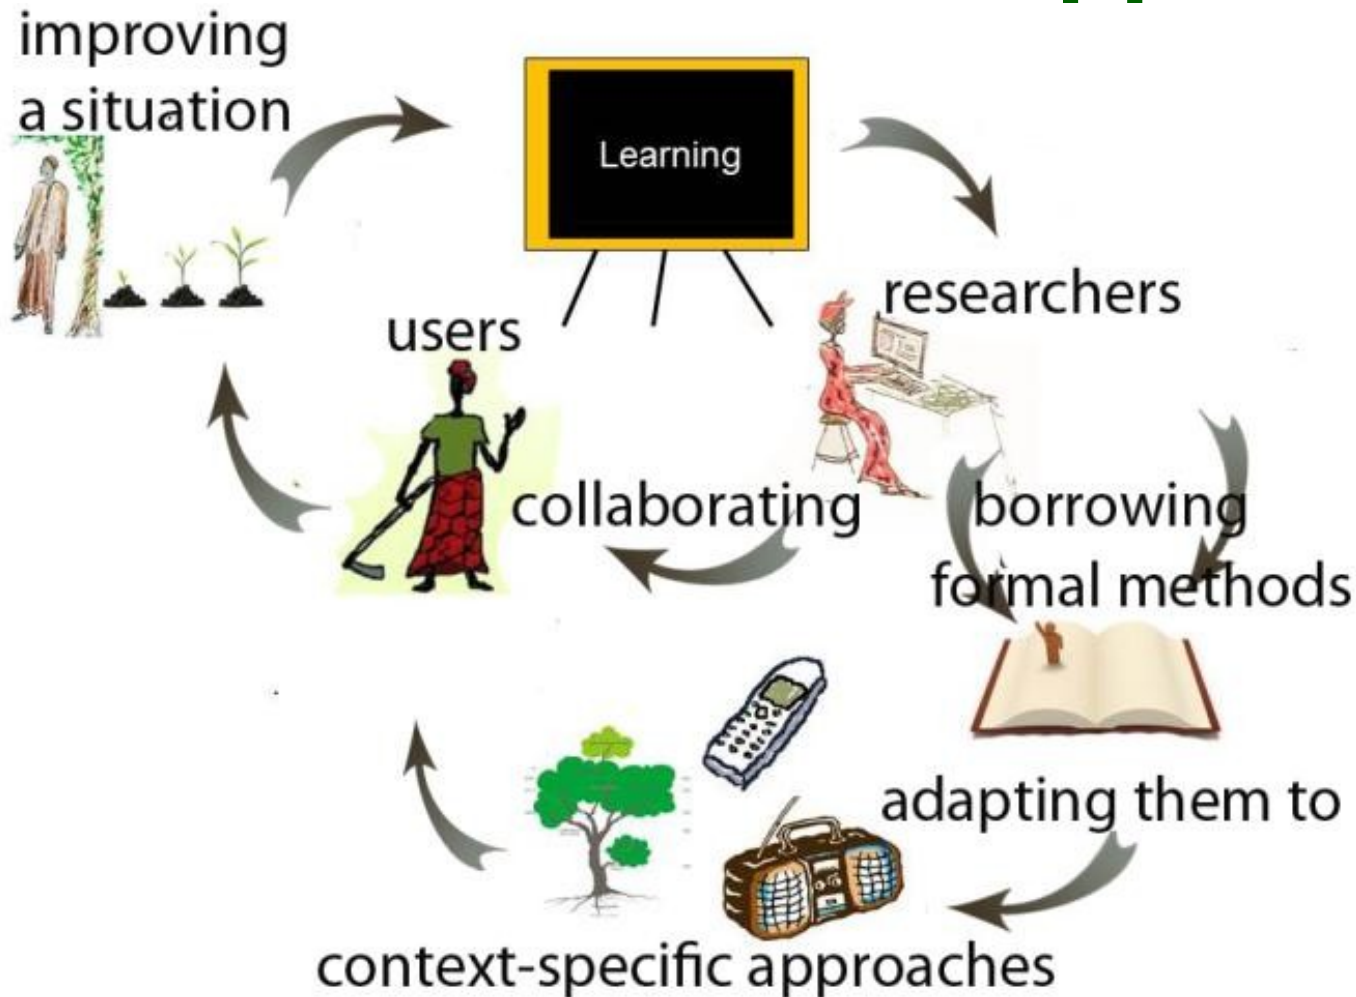 improving
a situation
Learning
researchers
users
collaborating
borrowing
formal methods
adapting them to
context-specific approaches